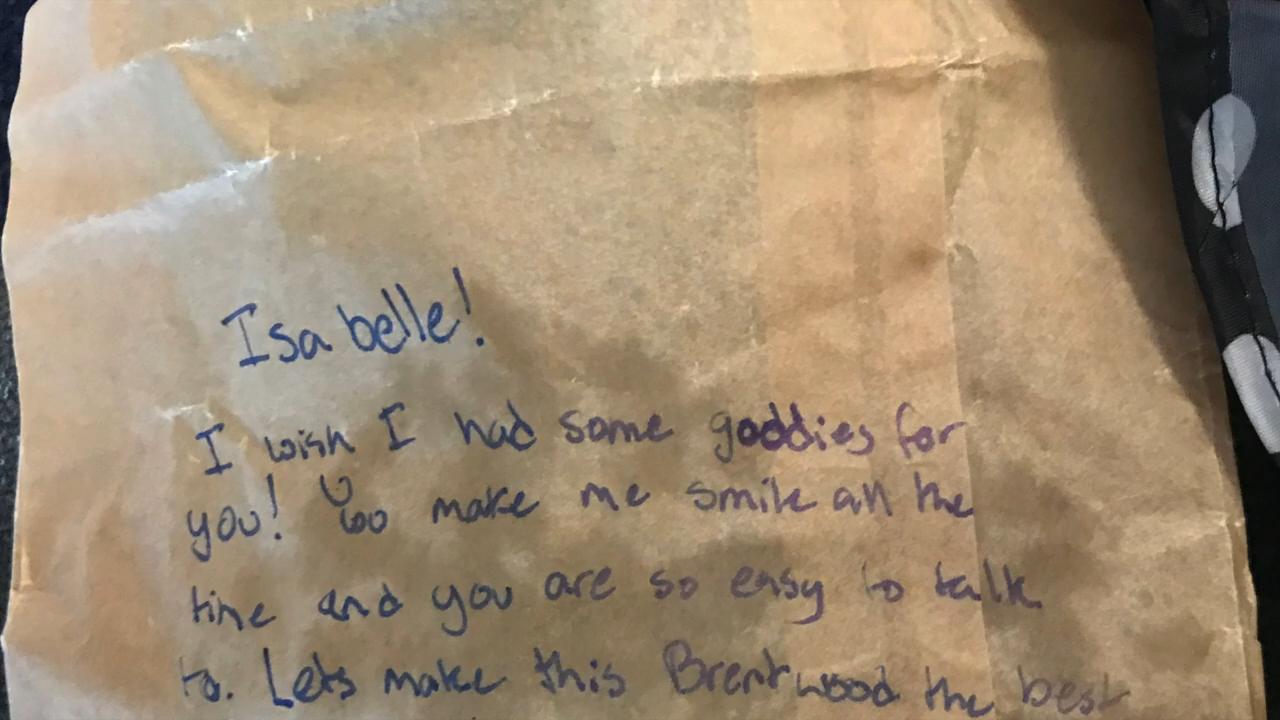 Isabelle!
I wish I had some goddies for
you! You make me smile all the
time and you are so easy to talk
to. Lets make this Brentwood the best